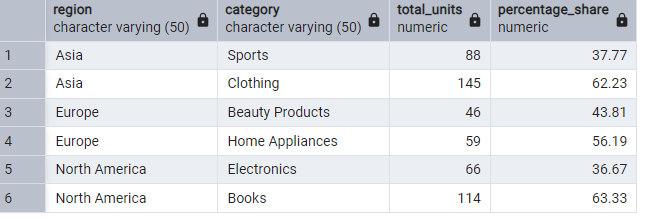 region category total_units percentage_share
character varying (50) character varying (50) numeric numeric
1 Asia Sports 88 37.77
2 Asia Clothing 145 62.23
3 Europe Beauty Products 46 43.81
4 Europe Home Appliances 59 56.19
5 North America Electronics 66 36.67
6 North America Books 114 63.33